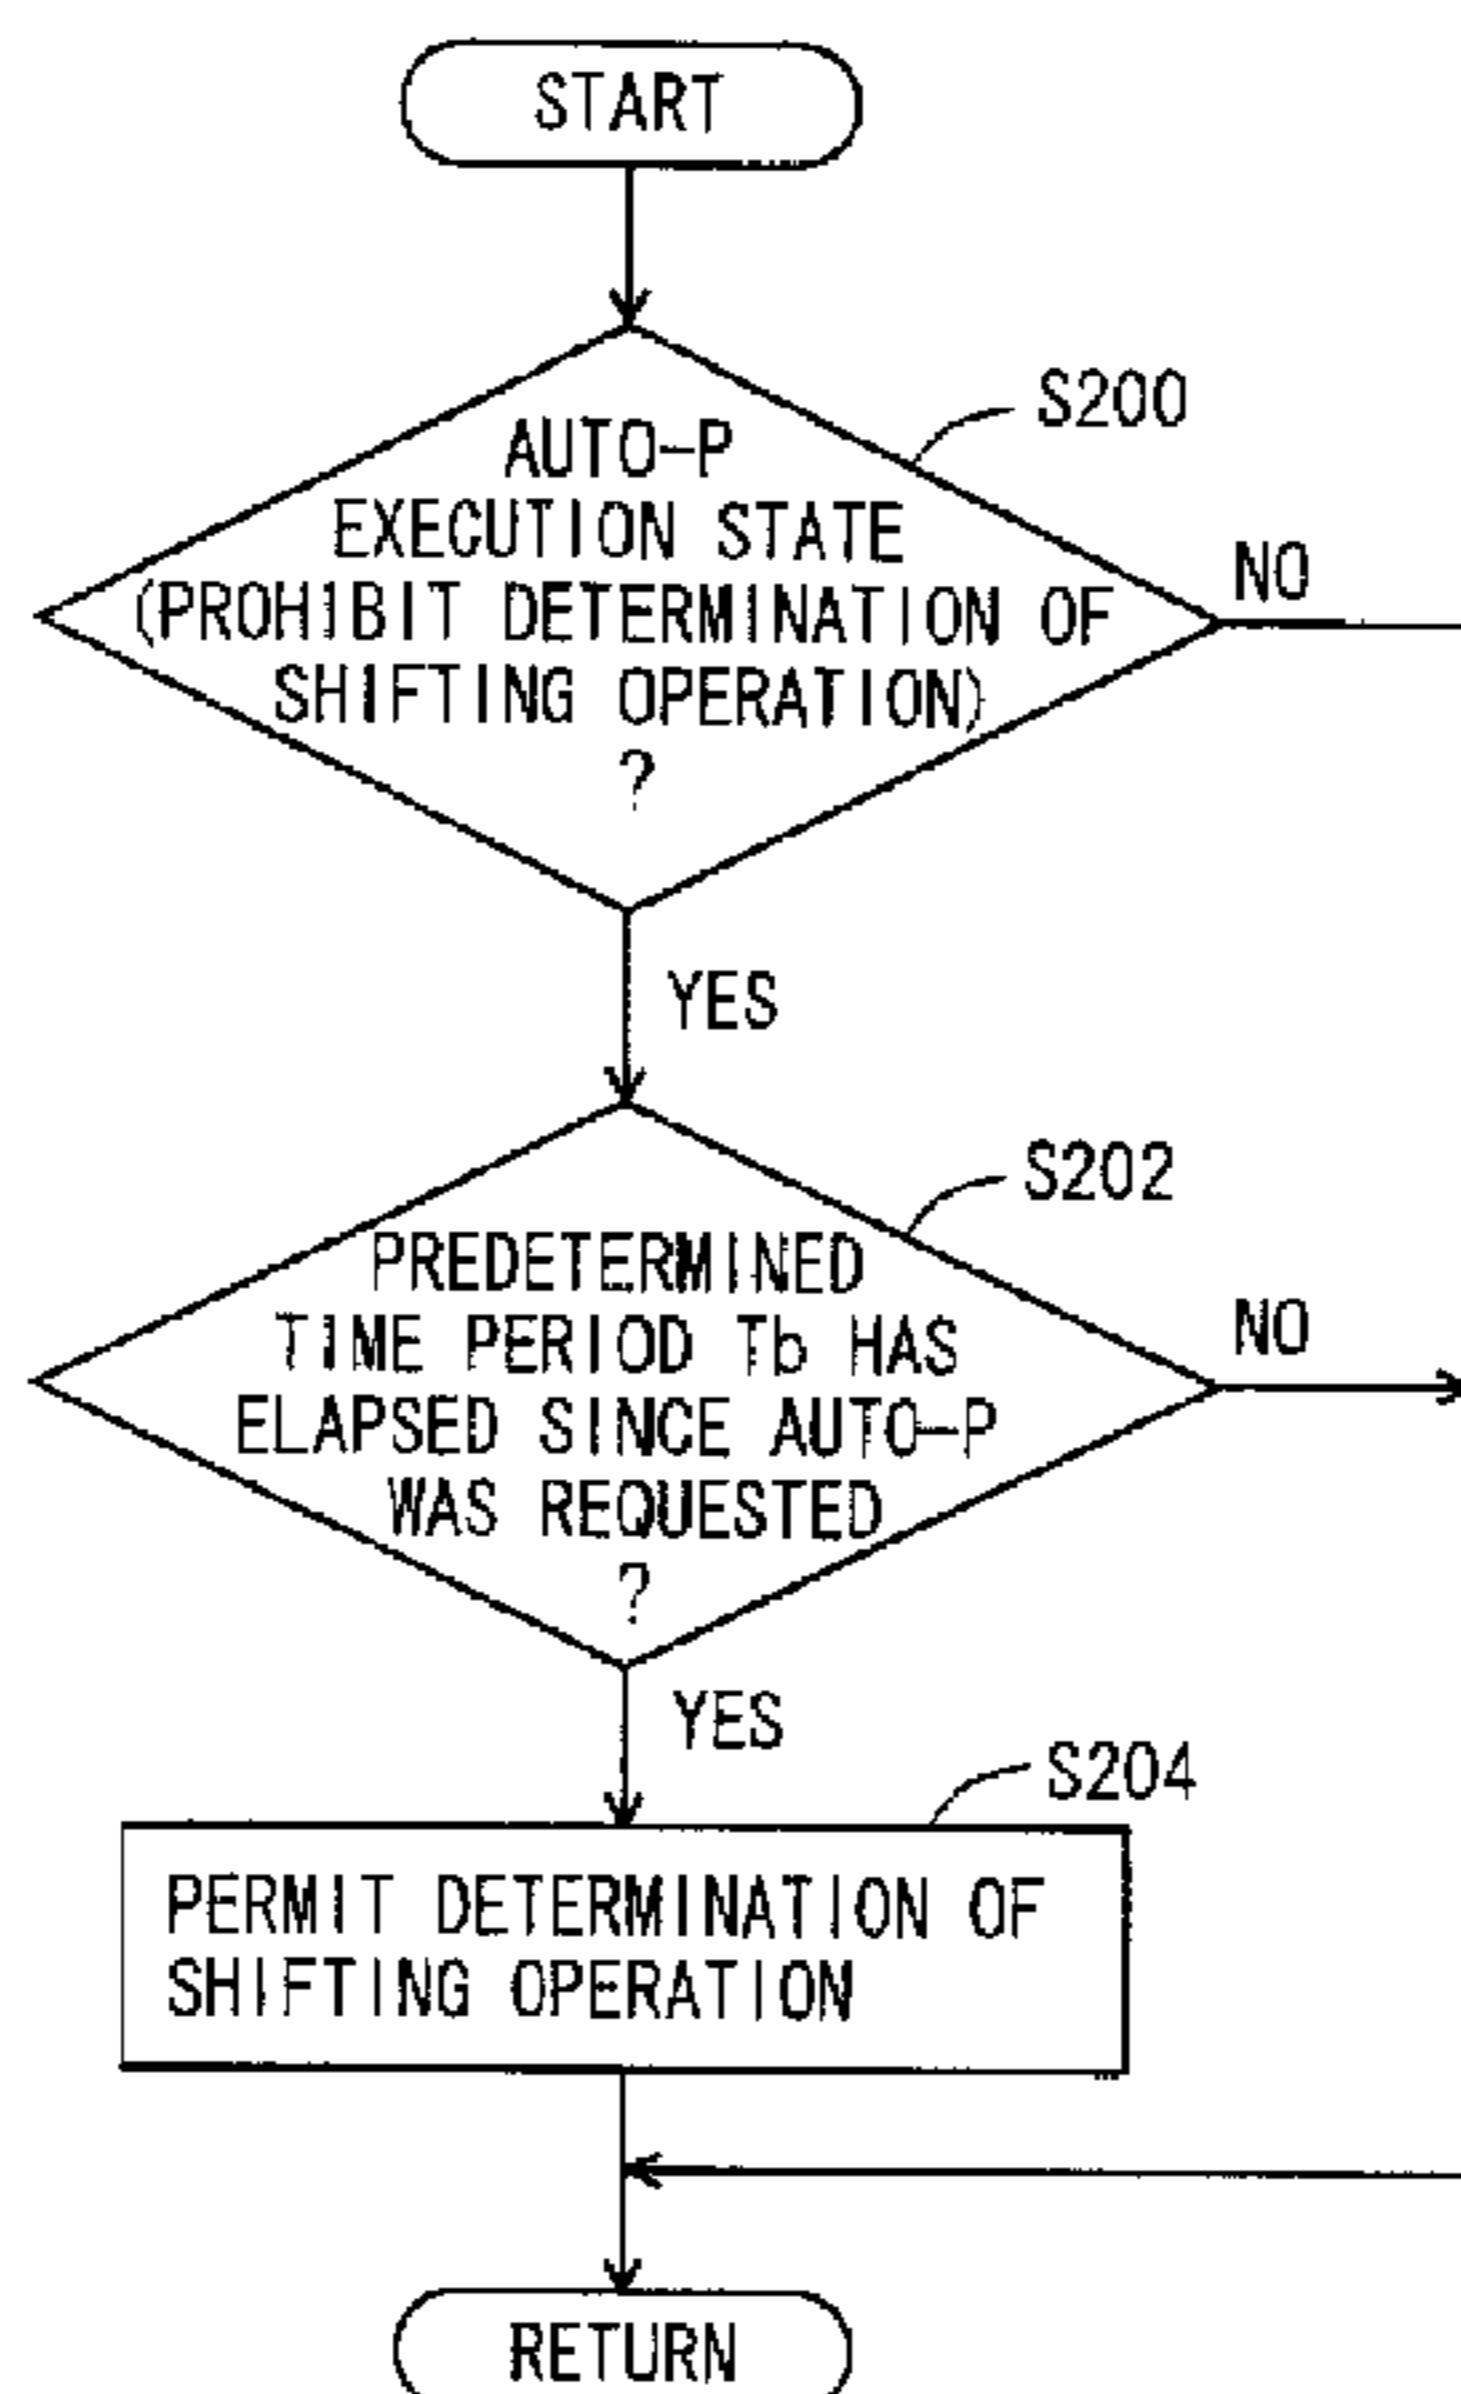 START
S200
AUTO-P
EXECUTION STATE
(PROHIBIT DETERMINATION OF
SHIFTING OPERATION)
?
NO
YES
S202
PREDETERMINED
TIME PERIOD Tb HAS
ELAPSED SINCE AUTO-P
WAS REQUESTED
?
NO
YES
S204
PERMIT DETERMINATION OF
SHIFTING OPERATION
RETURN